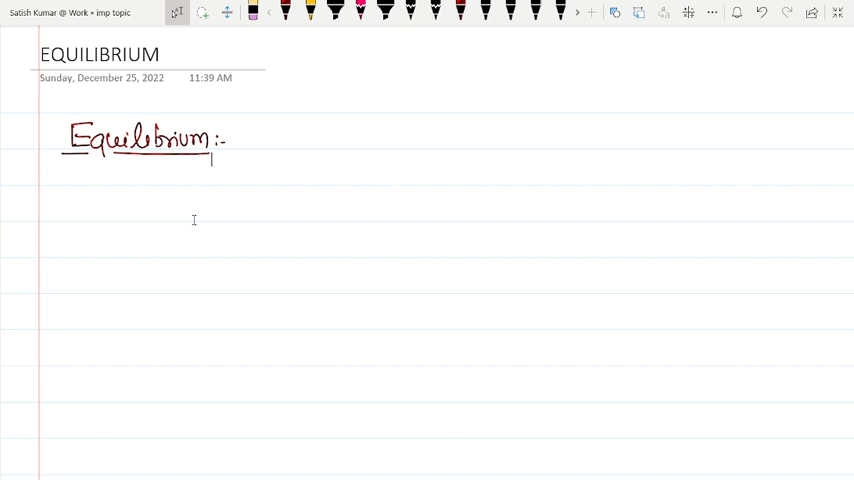 Satish Kumar @ Work » imp topic
EQUILIBRIUM
Sunday, December 25, 2022 11:39 AM
Equilibrium :-